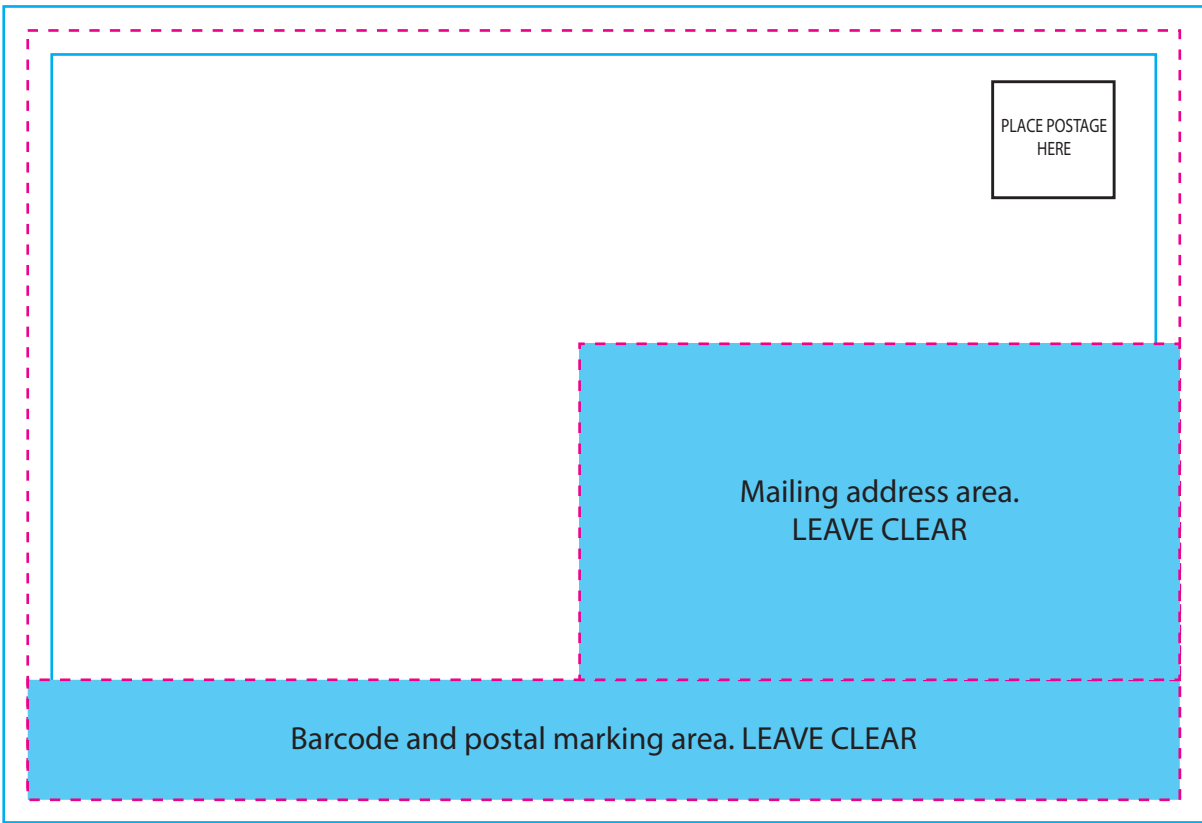 PLACE POSTAGE
HERE
Mailing address area.
LEAVE CLEAR
Barcode and postal marking area. LEAVE CLEAR